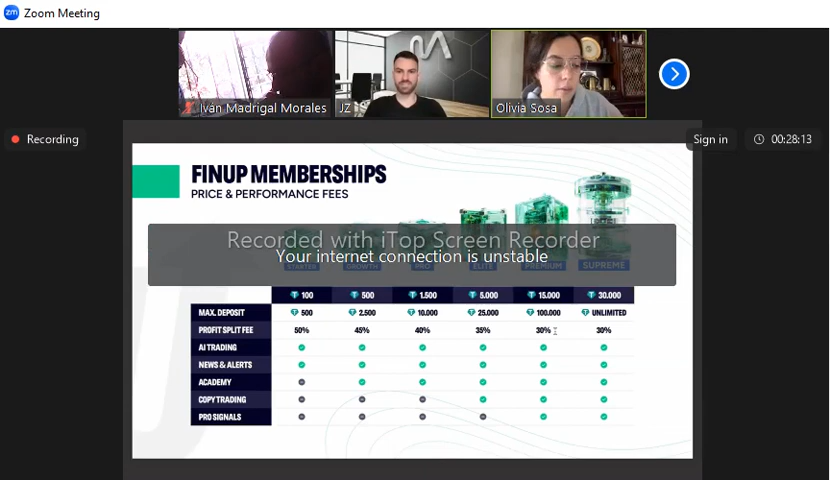 Zoom Meeting
Iván Madrigal Morales
JZ
Olivia Sosa
Recording
Sign in
00:28:13
FINUP MEMBERSHIPS
PRICE & PERFORMANCE FEES
Recorded with iTop Screen Recorder
Your internet connection is unstable
STARTER GROWTH PRO ELITE PREMIUM SUPREME
100 500 1.500 5.000 15.000 30.000
MAX. DEPOSIT 500 2.500 10.000 25.000 100.000 UNLIMITED
PROFIT SPLIT FEE 50% 45% 40% 35% 30% 30%
AI TRADING
NEWS & ALERTS
ACADEMY
COPY TRADING
PRO SIGNALS